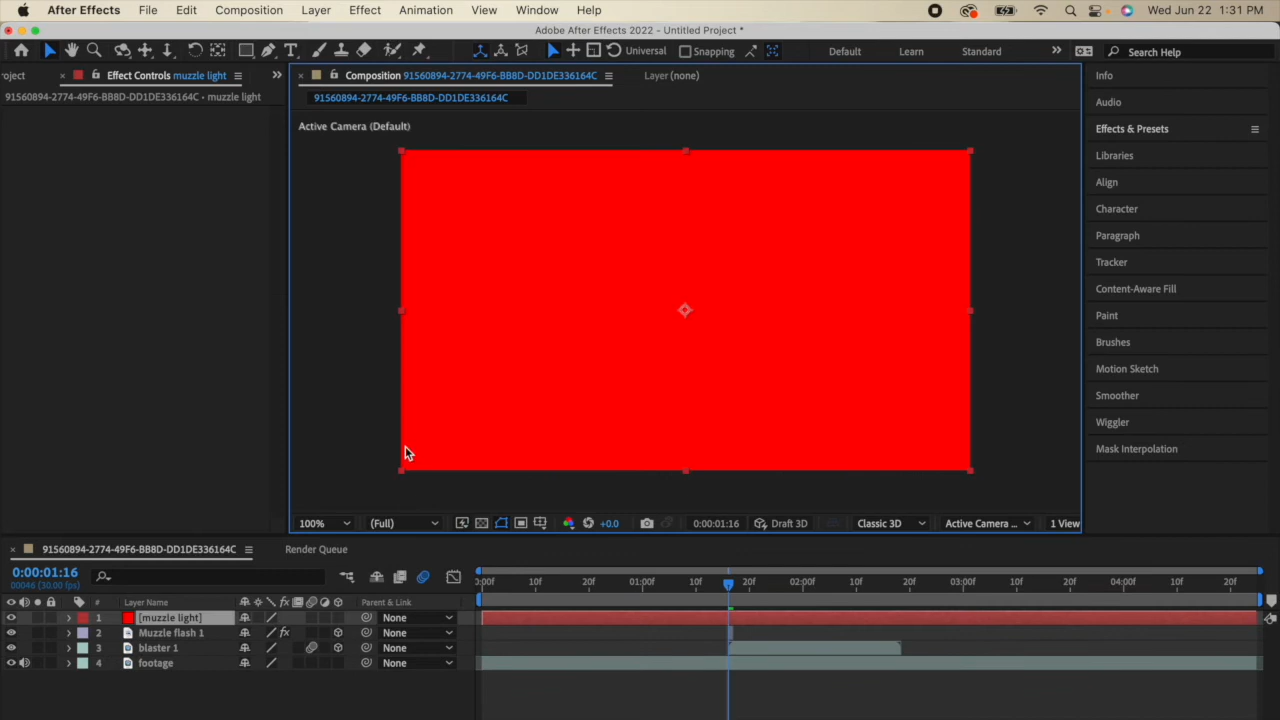 After Effects File Edit Composition Layer Effect Animation View Window Help Wed Jun 22 1:31 PM
Adobe After Effects 2022 - Untitled Project *
Universal Snapping Default Learn Standard Search Help
oject Effect Controls muzzle light Composition 91560894-2774-49F6-BB8D-DD1DE336164C Layer (none) Info
91560894-2774-49F6-BB8D-DD1DE336164C • muzzle light 91560894-2774-49F6-BB8D-DD1DE336164C
Audio
Active Camera (Default)
Effects & Presets
Libraries
Align
Character
Paragraph
Tracker
Content-Aware Fill
Paint
Brushes
Motion Sketch
Smoother
Wiggler
Mask Interpolation
100% (Full) +0.0 0:00:01:16 Draft 3D Classic 3D Active Camera ... 1 View
91560894-2774-49F6-BB8D-DD1DE336164C Render Queue
0:00:01:16
00046 (30.00 fps)
:00f 10f 20f 01:00f 10f 20f 02:00f 10f 20f 03:00f 10f 20f 04:00f 10f 20f
# Layer Name fx Parent & Link
1 [muzzle light] None
2 Muzzle flash 1 fx None
3 blaster 1 None
4 footage None